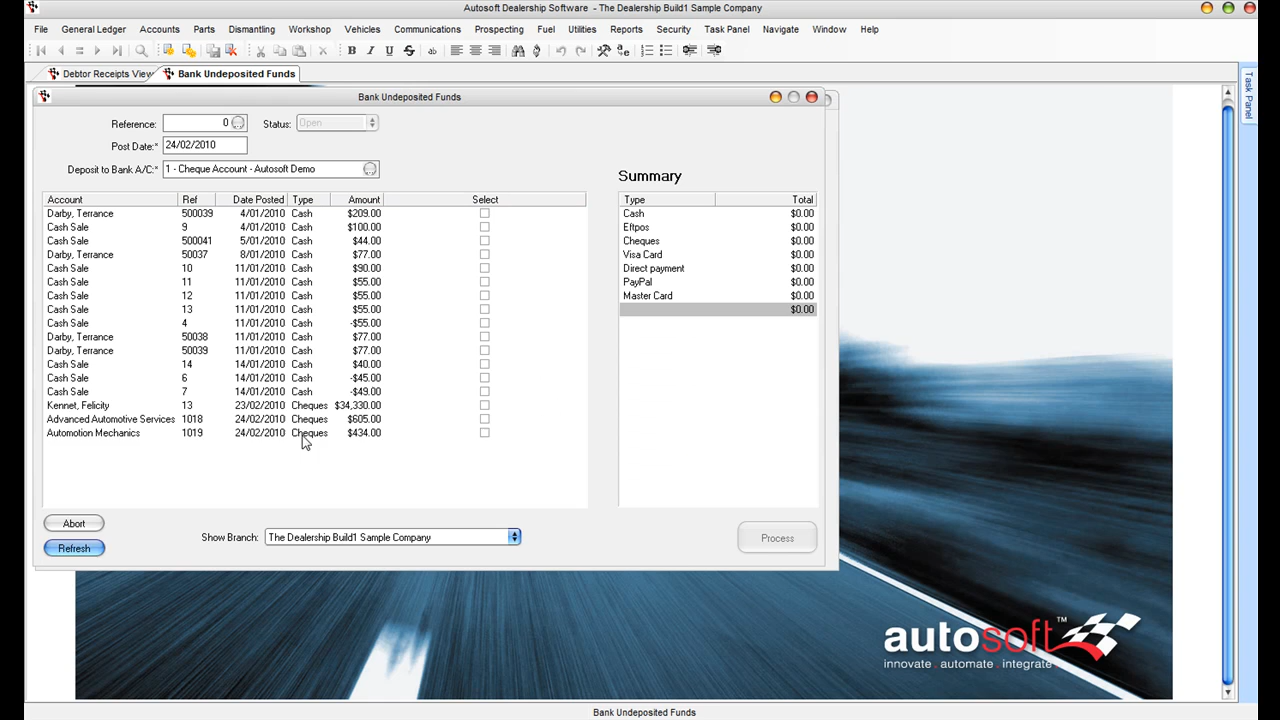 Autosoft Dealership Software - The Dealership Build1 Sample Company
File General Ledger Accounts Parts Dismantling Workshop Vehicles Communications Prospecting Fuel Utilities Reports Security Task Panel Navigate Window Help
B I U ab
Debtor Receipts View Bank Undeposited Funds
Task Panel
Bank Undeposited Funds
Reference: 0 Status: Open
Post Date:* 24/02/2010
Deposit to Bank A/C:* 1 - Cheque Account - Autosoft Demo
Account Ref Date Posted Type Amount Select
Darby, Terrance 500039 4/01/2010 Cash $209.00
Cash Sale 9 4/01/2010 Cash $100.00
Cash Sale 500041 5/01/2010 Cash $44.00
Darby, Terrance 50037 8/01/2010 Cash $77.00
Cash Sale 10 11/01/2010 Cash $90.00
Cash Sale 11 11/01/2010 Cash $55.00
Cash Sale 12 11/01/2010 Cash $55.00
Cash Sale 13 11/01/2010 Cash $55.00
Cash Sale 4 11/01/2010 Cash -$55.00
Darby, Terrance 50038 11/01/2010 Cash $77.00
Darby, Terrance 50039 11/01/2010 Cash $77.00
Cash Sale 14 14/01/2010 Cash $40.00
Cash Sale 6 14/01/2010 Cash -$45.00
Cash Sale 7 14/01/2010 Cash -$49.00
Kennet, Felicity 13 23/02/2010 Cheques $34,330.00
Advanced Automotive Services 1018 24/02/2010 Cheques $605.00
Automotion Mechanics 1019 24/02/2010 Cheques $434.00
Summary
Type Total
Cash $0.00
Eftpos $0.00
Cheques $0.00
Visa Card $0.00
Direct payment $0.00
PayPal $0.00
Master Card $0.00
$0.00
Abort
Refresh
Show Branch: The Dealership Build1 Sample Company
Process
autosoft™
innovate . automate . integrate
Bank Undeposited Funds